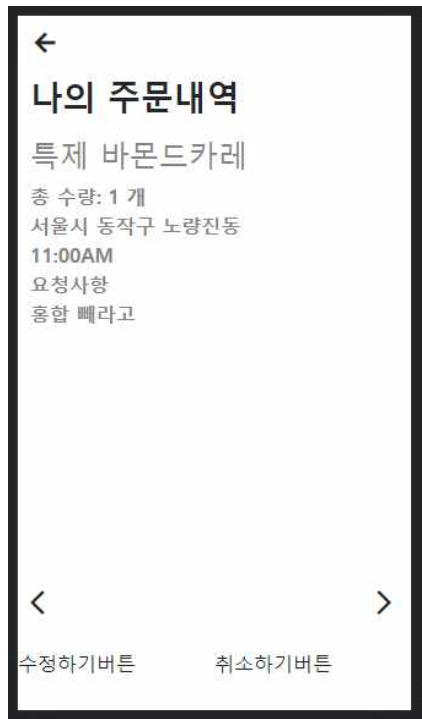 나의 주문내역
특제 바몬드카레
총 수량: 1 개
서울시 동작구 노량진동
11:00AM
요청사항
홍합 빼라고
수정하기버튼 취소하기버튼